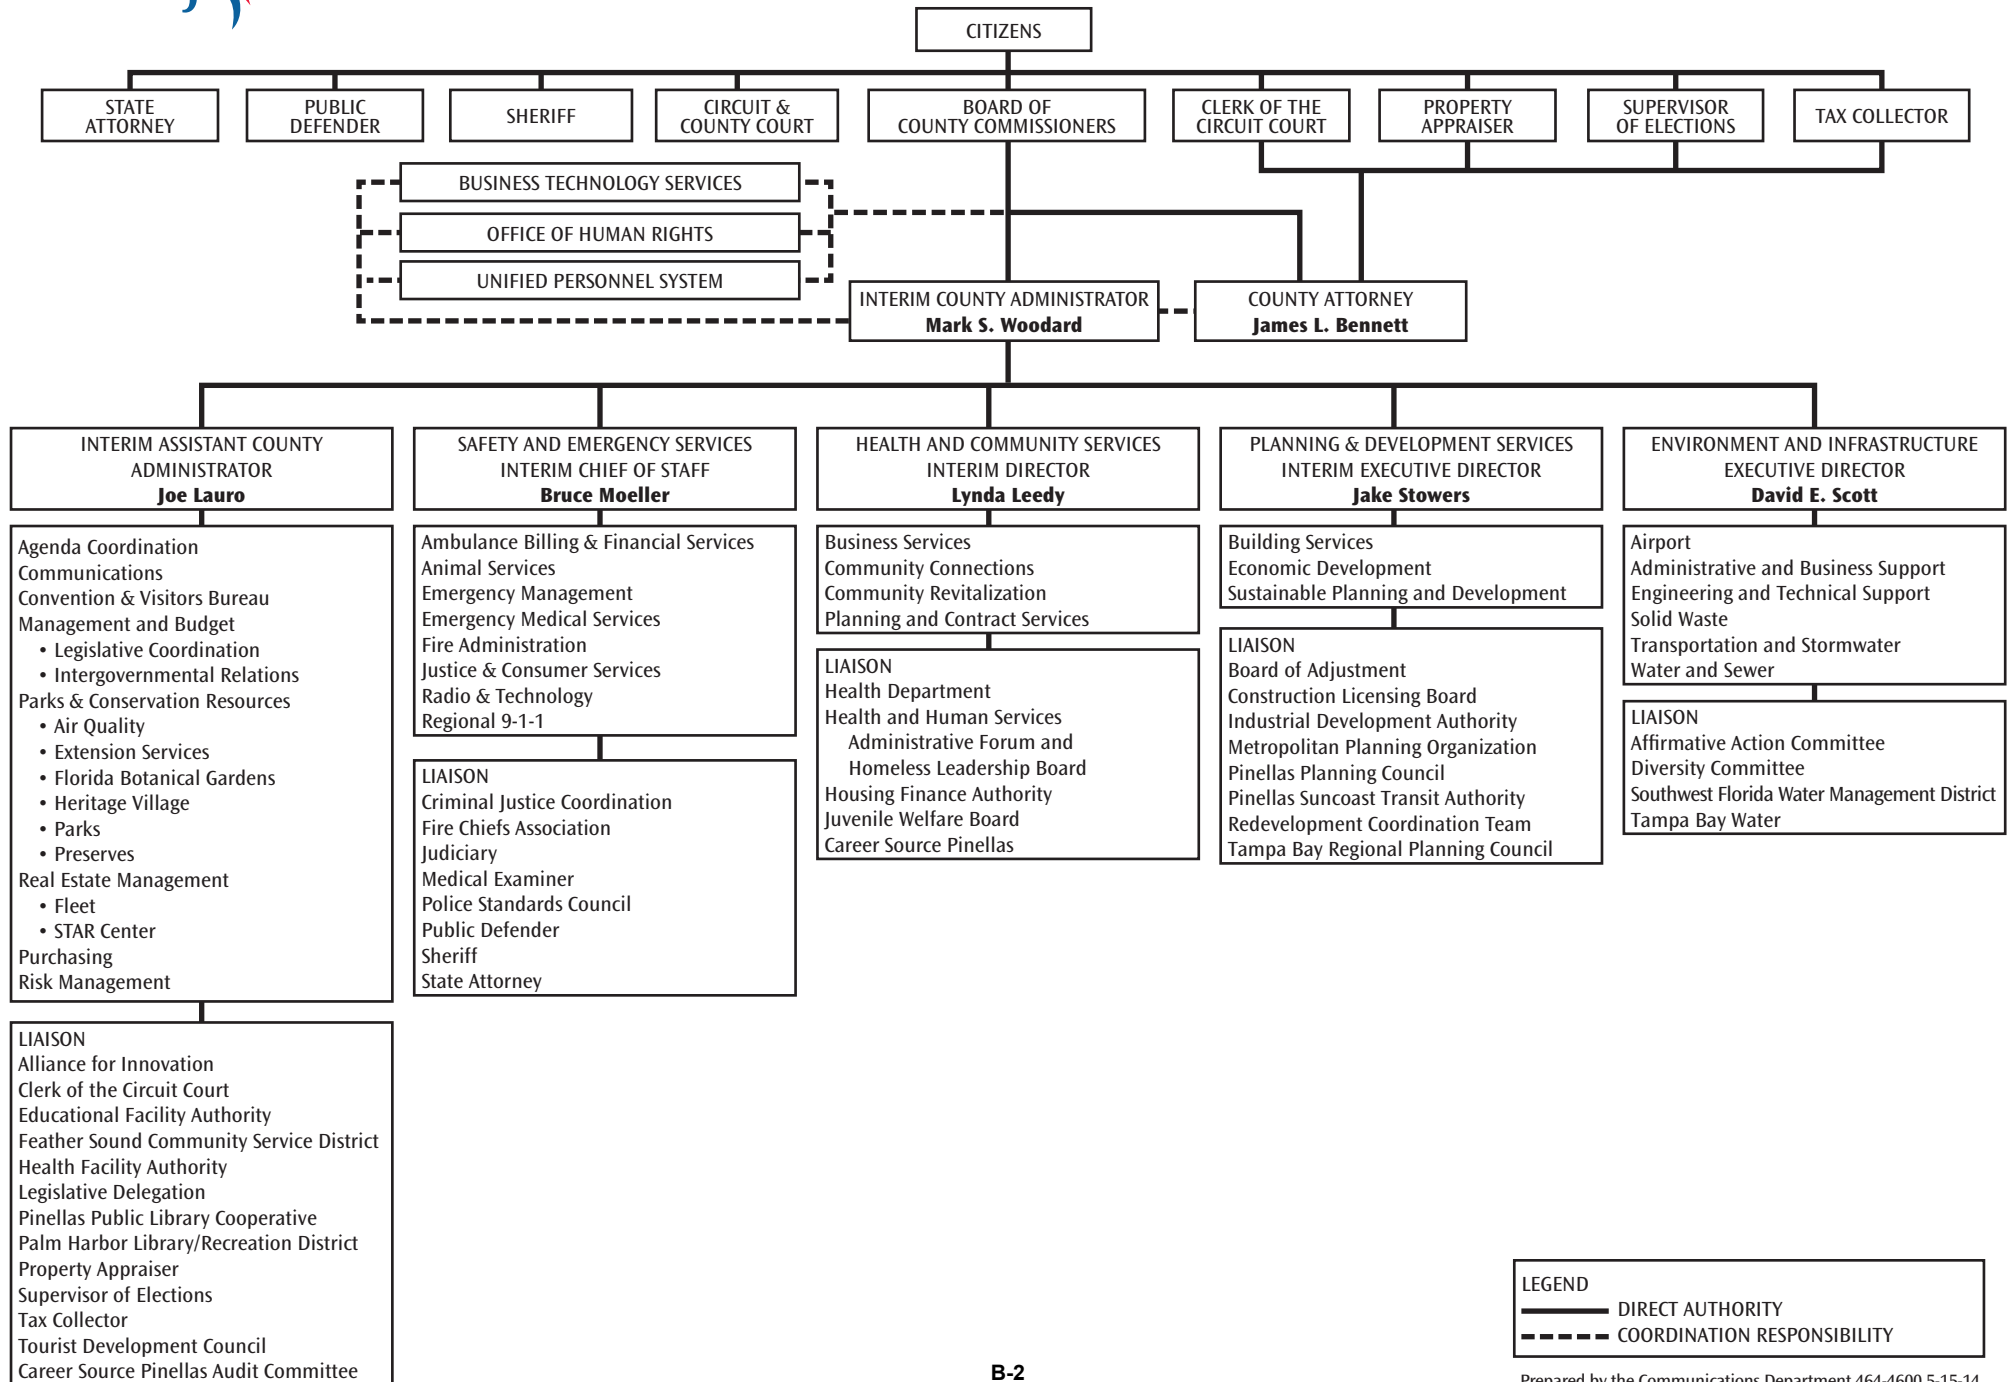 CITIZENS
STATE
ATTORNEY
PUBLIC
DEFENDER
SHERIFF
CIRCUIT &
COUNTY COURT
BOARD OF
COUNTY COMMISSIONERS
CLERK OF THE
CIRCUIT COURT
PROPERTY
APPRAISER
SUPERVISOR
OF ELECTIONS
TAX COLLECTOR
BUSINESS TECHNOLOGY SERVICES
OFFICE OF HUMAN RIGHTS
UNIFIED PERSONNEL SYSTEM
INTERIM COUNTY ADMINISTRATOR
Mark S. Woodard
COUNTY ATTORNEY
James L. Bennett
INTERIM ASSISTANT COUNTY
ADMINISTRATOR
Joe Lauro
Agenda Coordination
Communications
Convention & Visitors Bureau
Management and Budget
• Legislative Coordination
• Intergovernmental Relations
Parks & Conservation Resources
• Air Quality
• Extension Services
• Florida Botanical Gardens
• Heritage Village
• Parks
• Preserves
Real Estate Management
• Fleet
• STAR Center
Purchasing
Risk Management
LIAISON
Alliance for Innovation
Clerk of the Circuit Court
Educational Facility Authority
Feather Sound Community Service District
Health Facility Authority
Legislative Delegation
Pinellas Public Library Cooperative
Palm Harbor Library/Recreation District
Property Appraiser
Supervisor of Elections
Tax Collector
Tourist Development Council
Career Source Pinellas Audit Committee
SAFETY AND EMERGENCY SERVICES
INTERIM CHIEF OF STAFF
Bruce Moeller
Ambulance Billing & Financial Services
Animal Services
Emergency Management
Emergency Medical Services
Fire Administration
Justice & Consumer Services
Radio & Technology
Regional 9-1-1
LIAISON
Criminal Justice Coordination
Fire Chiefs Association
Judiciary
Medical Examiner
Police Standards Council
Public Defender
Sheriff
State Attorney
HEALTH AND COMMUNITY SERVICES
INTERIM DIRECTOR
Lynda Leedy
Business Services
Community Connections
Community Revitalization
Planning and Contract Services
LIAISON
Health Department
Health and Human Services
Administrative Forum and
Homeless Leadership Board
Housing Finance Authority
Juvenile Welfare Board
Career Source Pinellas
PLANNING & DEVELOPMENT SERVICES
INTERIM EXECUTIVE DIRECTOR
Jake Stowers
Building Services
Economic Development
Sustainable Planning and Development
LIAISON
Board of Adjustment
Construction Licensing Board
Industrial Development Authority
Metropolitan Planning Organization
Pinellas Planning Council
Pinellas Suncoast Transit Authority
Redevelopment Coordination Team
Tampa Bay Regional Planning Council
ENVIRONMENT AND INFRASTRUCTURE
EXECUTIVE DIRECTOR
David E. Scott
Airport
Administrative and Business Support
Engineering and Technical Support
Solid Waste
Transportation and Stormwater
Water and Sewer
LIAISON
Affirmative Action Committee
Diversity Committee
Southwest Florida Water Management District
Tampa Bay Water
LEGEND
DIRECT AUTHORITY
COORDINATION RESPONSIBILITY
B-2
Prepared by the Communications Department 464-4600 5-15-14